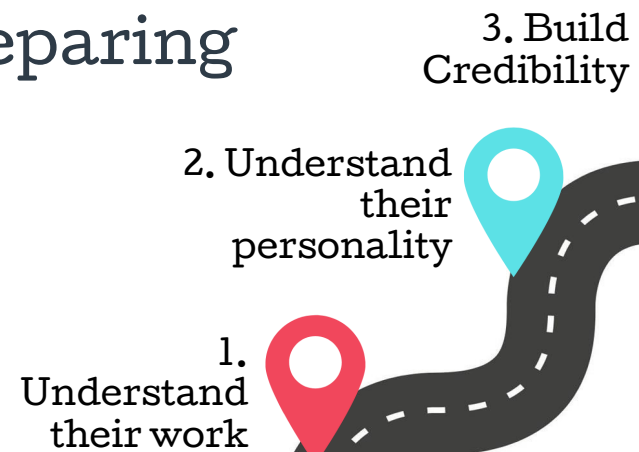 eparing
3. Build
Credibility
2. Understand
their
personality
1.
Understand
their work